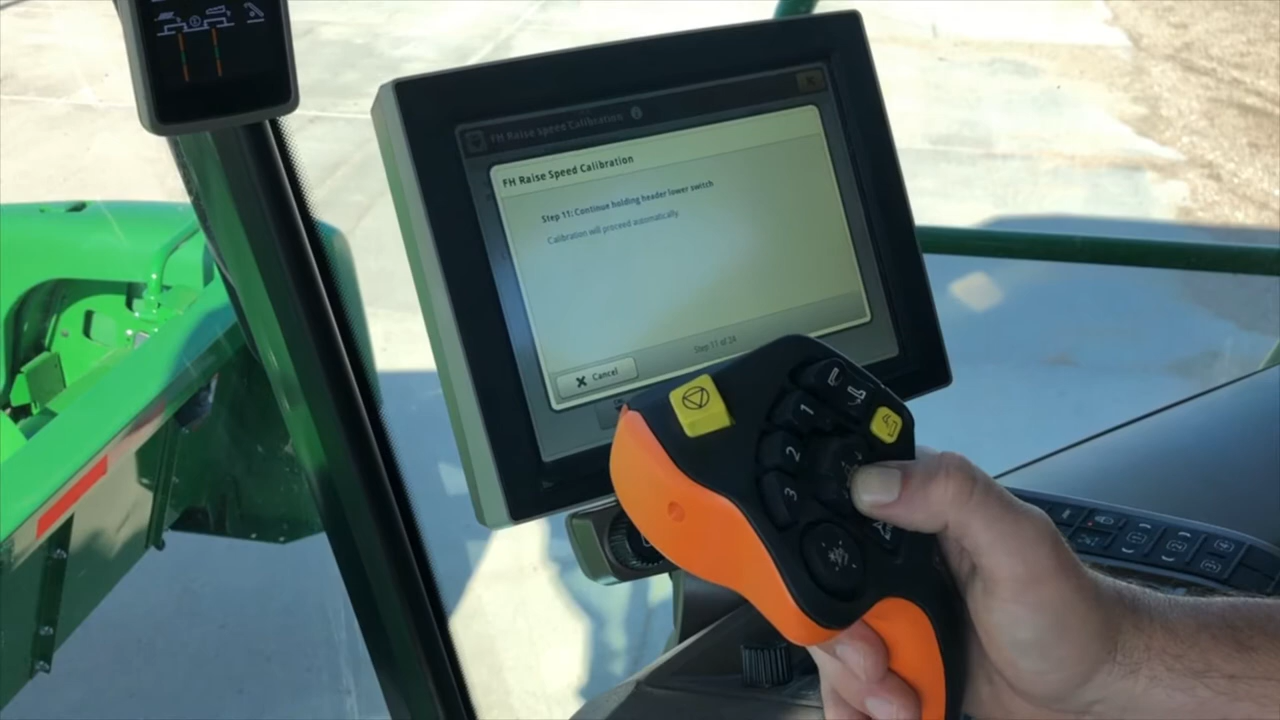 FH Raise Speed Calibration
FH Raise Speed Calibration
Step 11: Continue holding header lower switch
Calibration will proceed automatically.
Step 11 of 24
Cancel
1
2
3